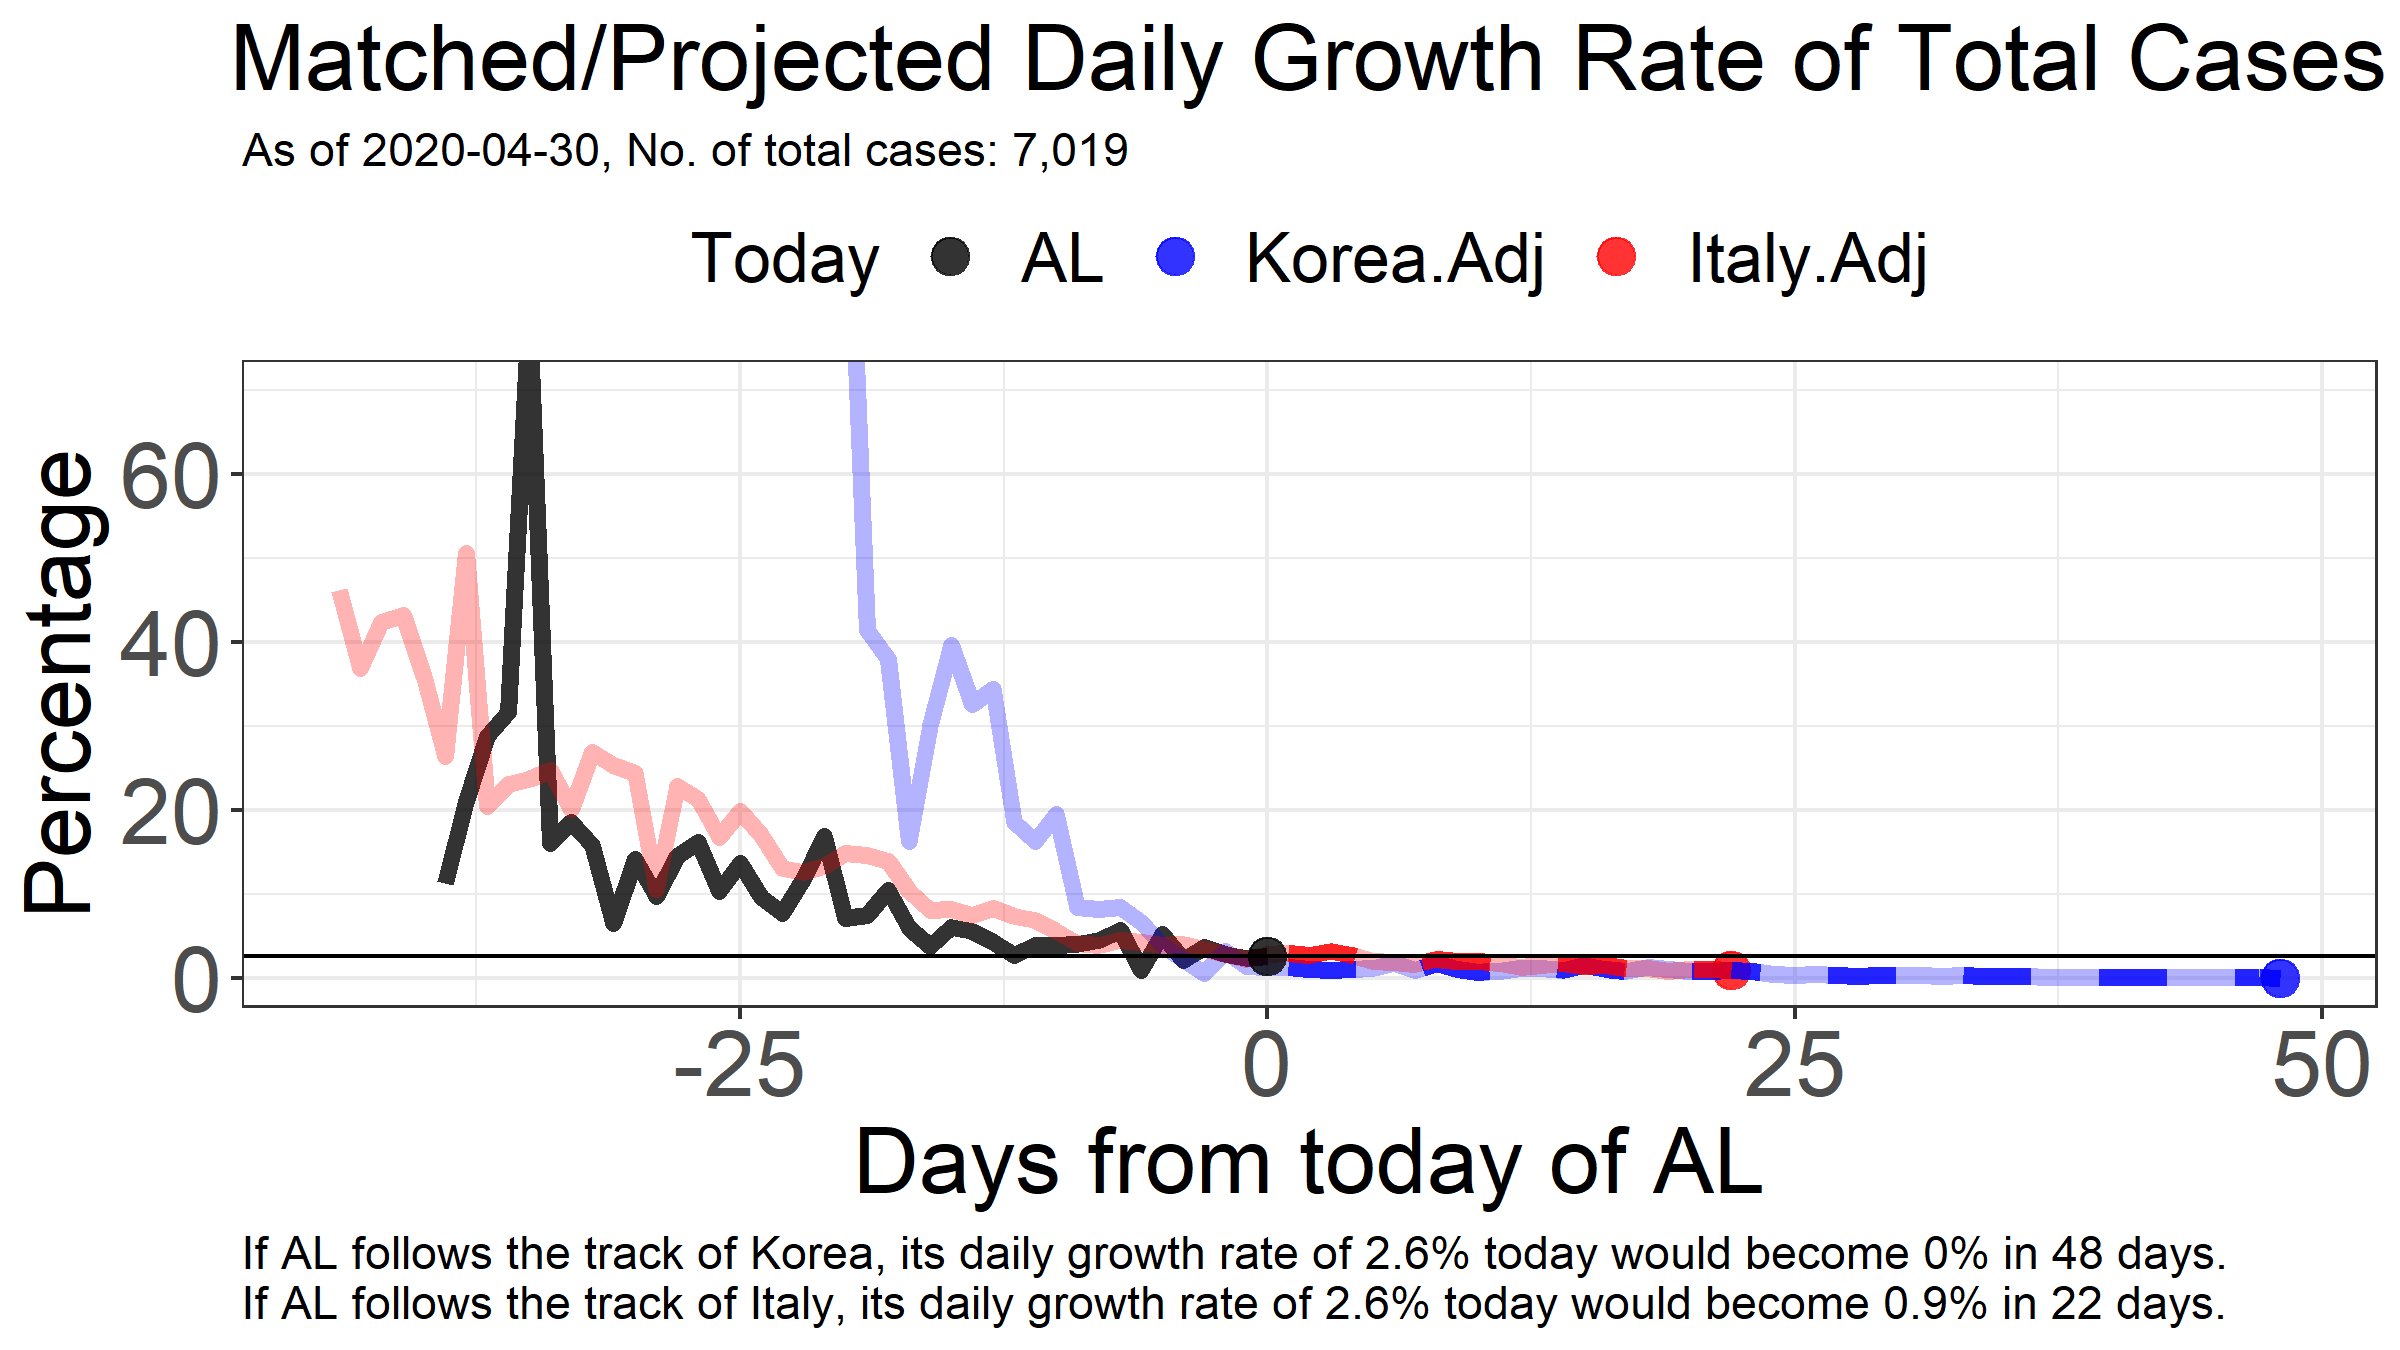 Matched/Projected Daily Growth Rate of Total Cases
As of 2020-04-30, No. of total cases: 7,019
Today AL Korea.Adj Italy.Adj
Percentage
60
40
20
0
-25 0 25 50
Days from today of AL
If AL follows the track of Korea, its daily growth rate of 2.6% today would become 0% in 48 days.
If AL follows the track of Italy, its daily growth rate of 2.6% today would become 0.9% in 22 days.